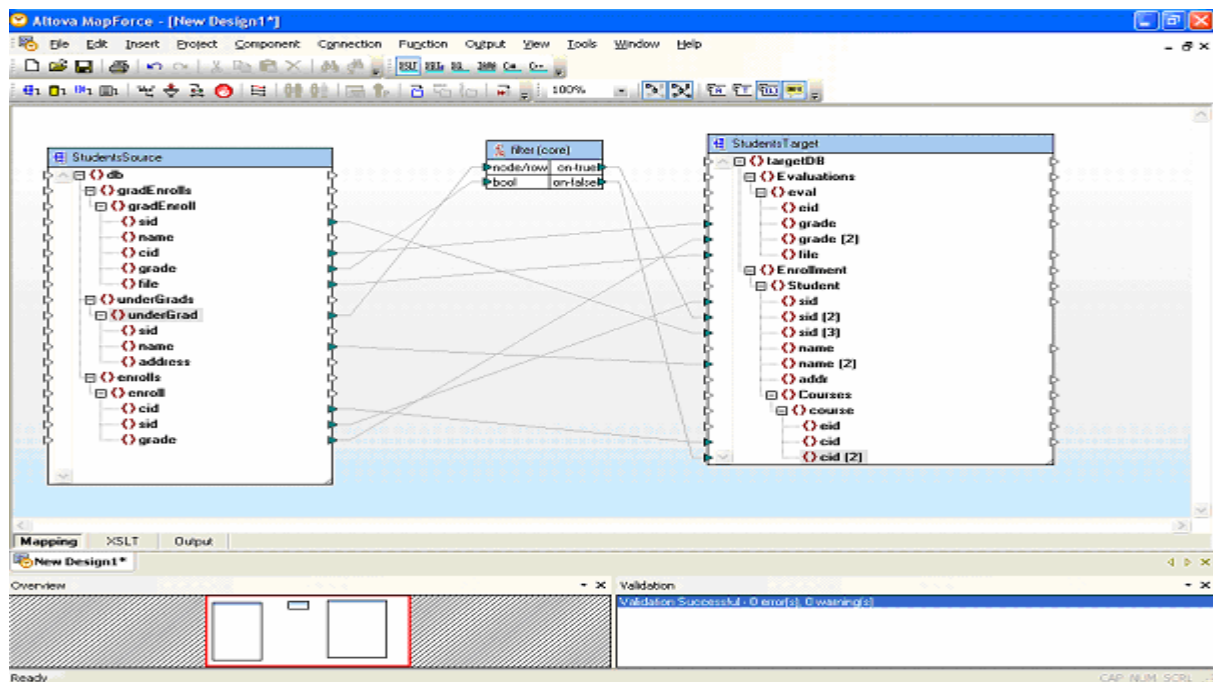 Altova MapForce - [New Design1*]
File Edit Insert Project Component Connection Function Output View Tools Window Help
100%
StudentsSource
db
gradEnrolls
gradEnroll
sid
name
cid
grade
file
underGrads
underGrad
sid
name
address
enrolls
enroll
cid
sid
grade
filter (core)
node/row on-true
bool on-false
StudentsTarget
targetDB
Evaluations
eval
eid
grade
grade [2]
file
Enrollment
Student
sid
sid [2]
sid [3]
name
name [2]
addr
Courses
course
eid
cid
cid [2]
Mapping XSLT Output
New Design1*
Overview
Validation
Validation Successful - 0 error(s), 0 warning(s)
Ready
CAP NUM SCRL